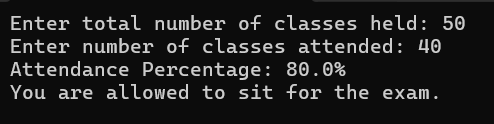 Enter total number of classes held: 50
Enter number of classes attended: 40
Attendance Percentage: 80.0%
You are allowed to sit for the exam.